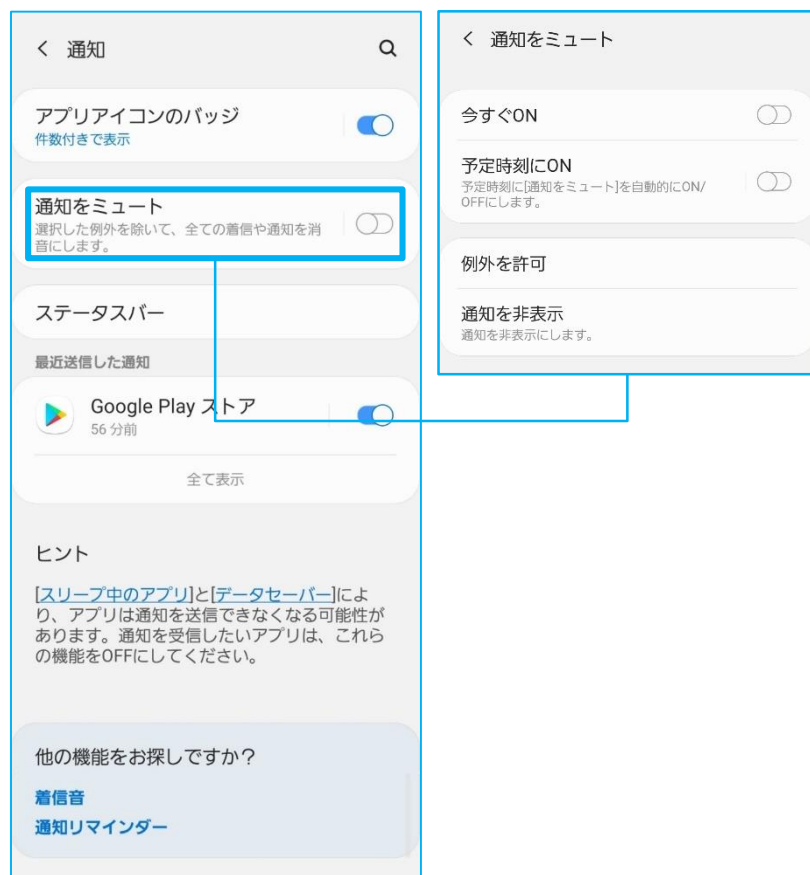 通知
アプリアイコンのバッジ
件数付きで表示
通知をミュート
選択した例外を除いて、全ての着信や通知を消
音にします。
ステータスバー
最近送信した通知
Google Play ストア
56 分前
全て表示
ヒント
[スリープ中のアプリ]と[データセーバー]によ
り、アプリは通知を送信できなくなる可能性が
あります。通知を受信したいアプリは、これら
の機能をOFFにしてください。
他の機能をお探しですか？
着信音
通知リマインダー
通知をミュート
今すぐON
予定時刻にON
予定時刻に[通知をミュート]を自動的にON/
OFFにします。
例外を許可
通知を非表示
通知を非表示にします。